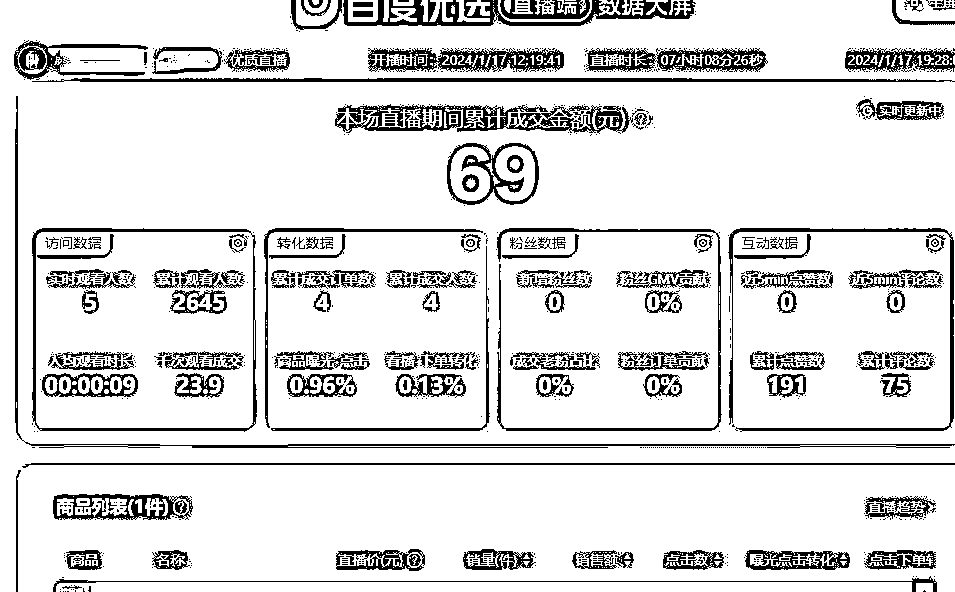 百度优选 直播端 数据大屏
优质直播 开播时间：2024/1/17 12:19:41 直播时长：07小时08分26秒 2024/1/17 19:28:0
本场直播期间累计成交金额(元) ? 实时更新中
69
访问数据 转化数据 粉丝数据 互动数据
实时观看人数 累计观看人数 累计成交订单数 累计成交人数 新增粉丝数 粉丝GMV贡献 近5min点赞数 近5min评论数
5 2645 4 4 0 0% 0 0
人均观看时长 千次观看成交 商品曝光-点击 看播-下单转化 成交老粉占比 粉丝订单贡献 累计点赞数 累计评论数
00:00:09 23.9 0.96% 0.13% 0% 0% 191 75
商品列表(1件) ? 直播趋势>
商品 名称 直播价(元) ? 销量(件) 销售额 点击数 曝光点击转化 点击下单转